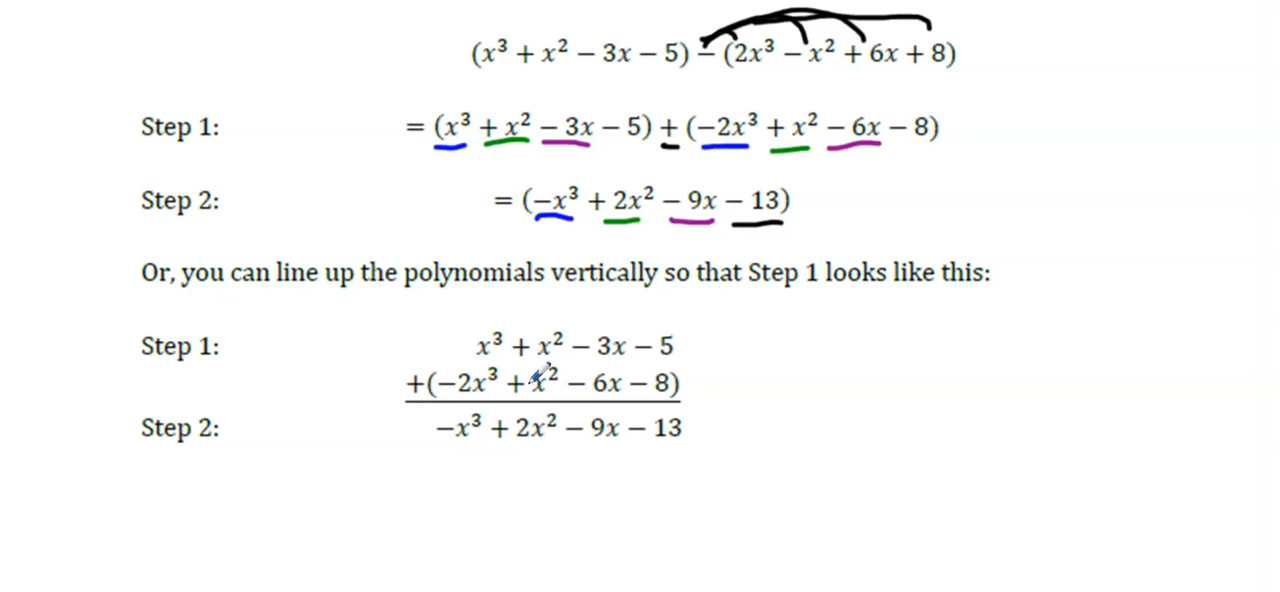 (x³ + x² − 3x − 5) − (2x³ − x² + 6x + 8)
Step 1: = (x³ + x² − 3x − 5) + (−2x³ + x² − 6x − 8)
Step 2: = (−x³ + 2x² − 9x − 13)
Or, you can line up the polynomials vertically so that Step 1 looks like this:
Step 1: x³ + x² − 3x − 5
+(−2x³ + x² − 6x − 8)
Step 2: −x³ + 2x² − 9x − 13